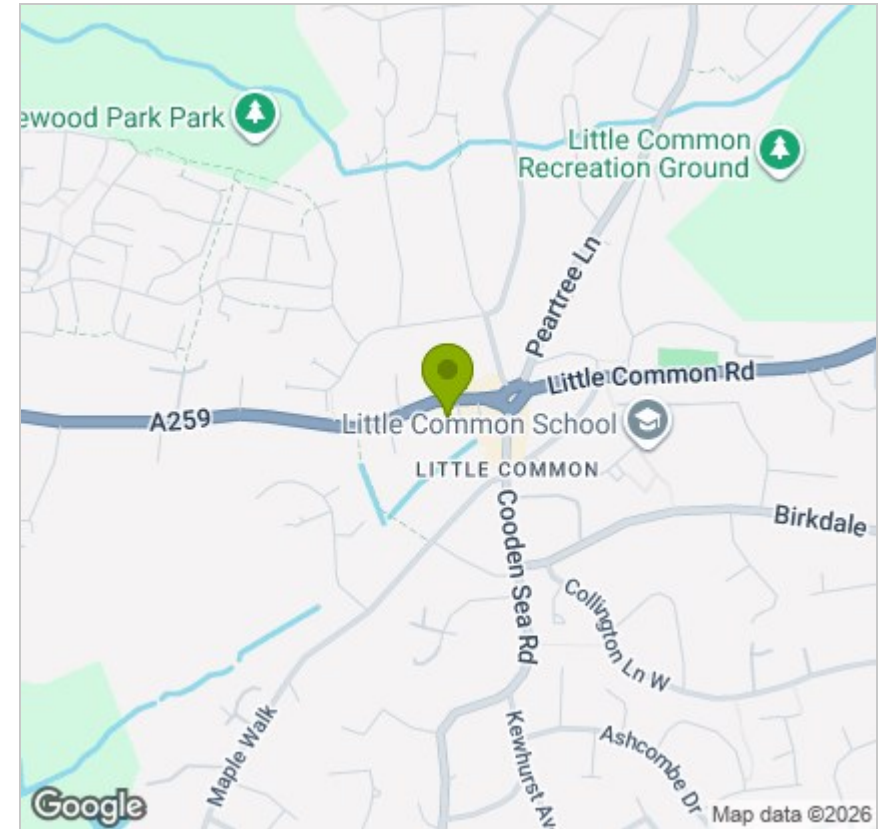 ewood Park Park
Little Common
Recreation Ground
Peartree Ln
Little Common Rd
A259
Little Common School
LITTLE COMMON
Cooden Sea Rd
Birkdale
Collington Ln W
Maple Walk
Kewhurst Av
Ashcombe Dr
Google
Map data ©2026